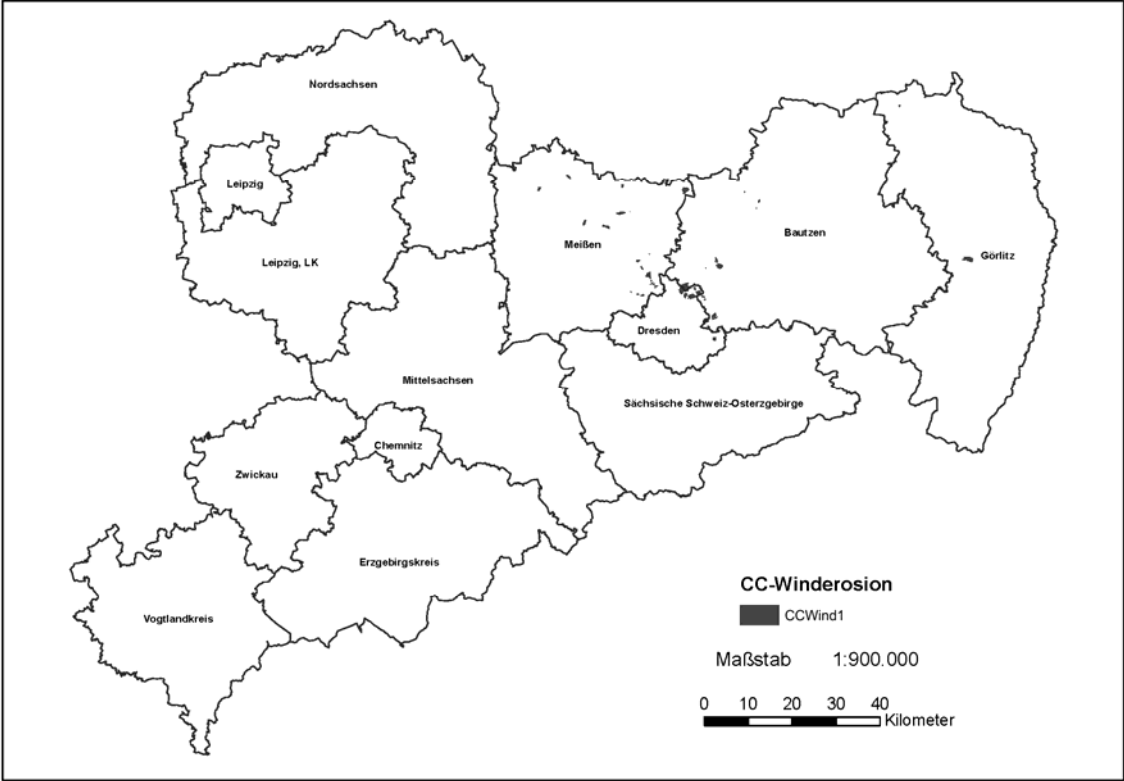 Nordsachsen
Leipzig
Leipzig, LK
Meißen
Bautzen
Görlitz
Dresden
Mittelsachsen
Sächsische Schweiz-Osterzgebirge
Chemnitz
Zwickau
Erzgebirgskreis
Vogtlandkreis
CC-Winderosion
CCWind1
Maßstab 1:900.000
0 10 20 30 40
Kilometer